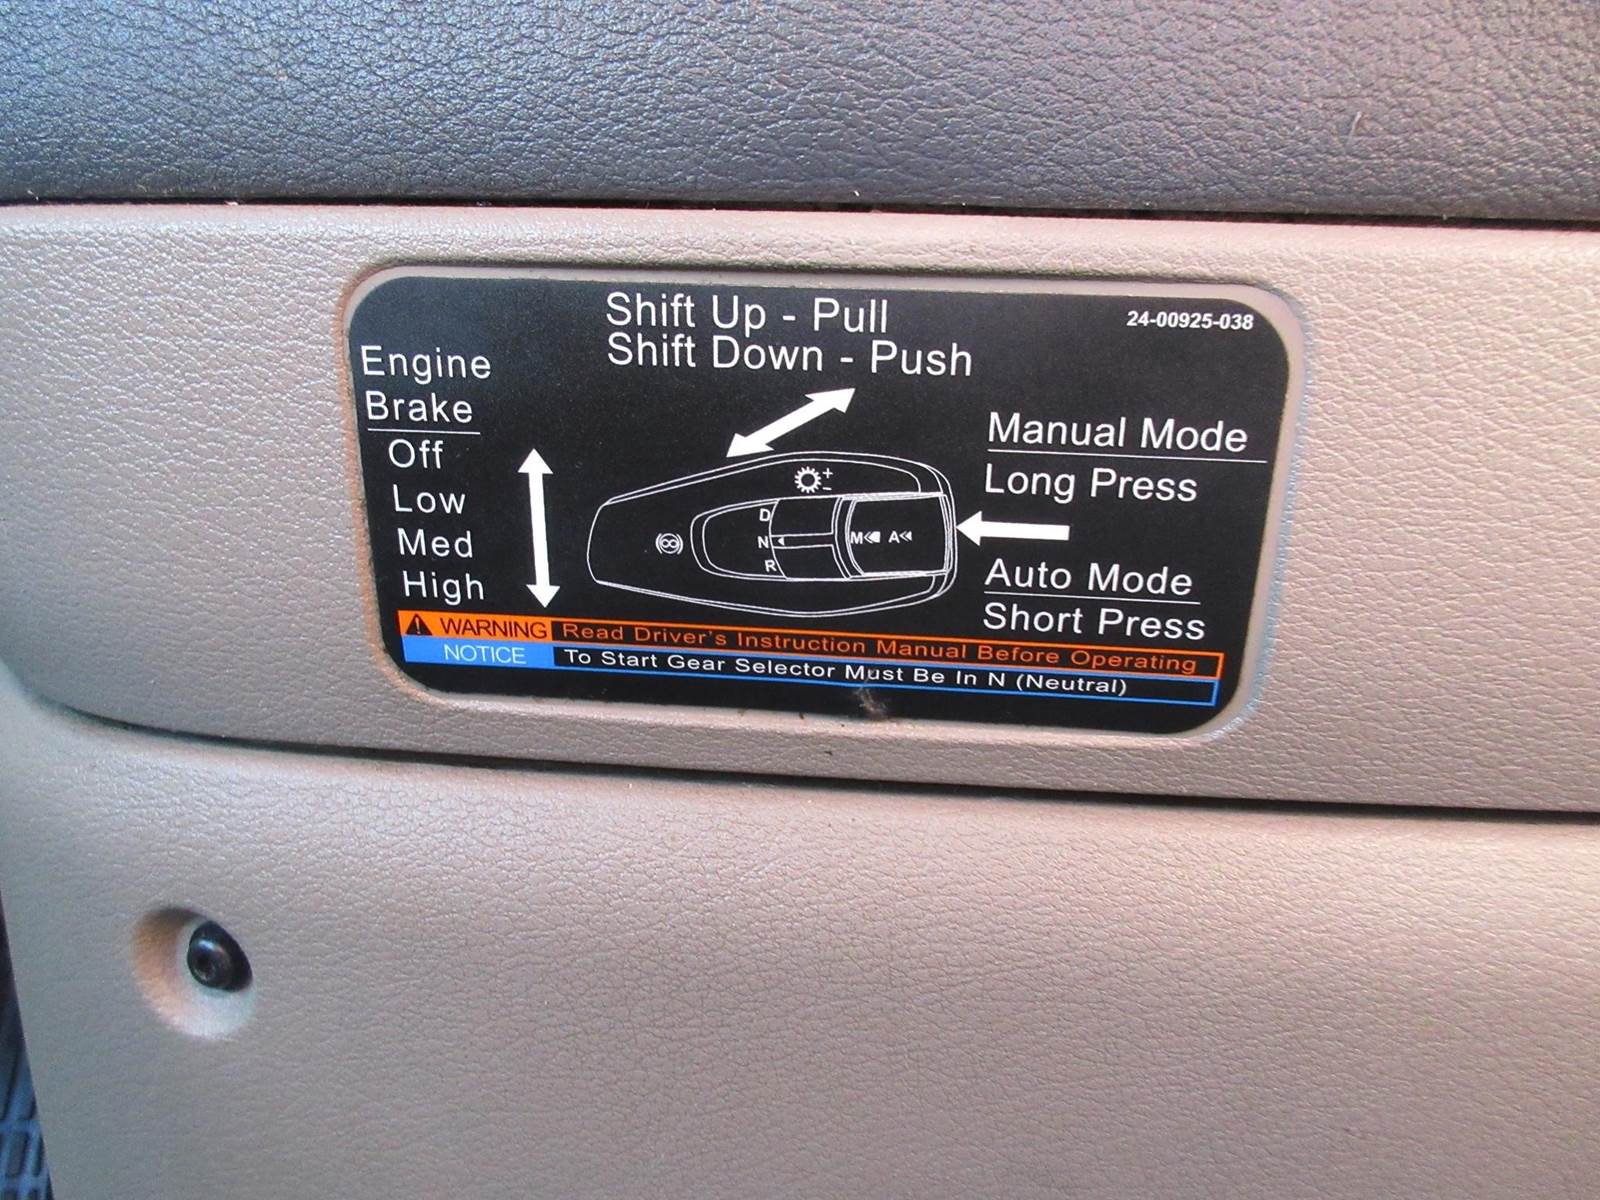 Shift Up - Pull
Shift Down - Push
24-00925-038
Engine
Brake
Off
Low
Med
High
D
N
R
+
-
M A
Manual Mode
Long Press
Auto Mode
Short Press
WARNING Read Driver's Instruction Manual Before Operating
NOTICE To Start Gear Selector Must Be In N (Neutral)